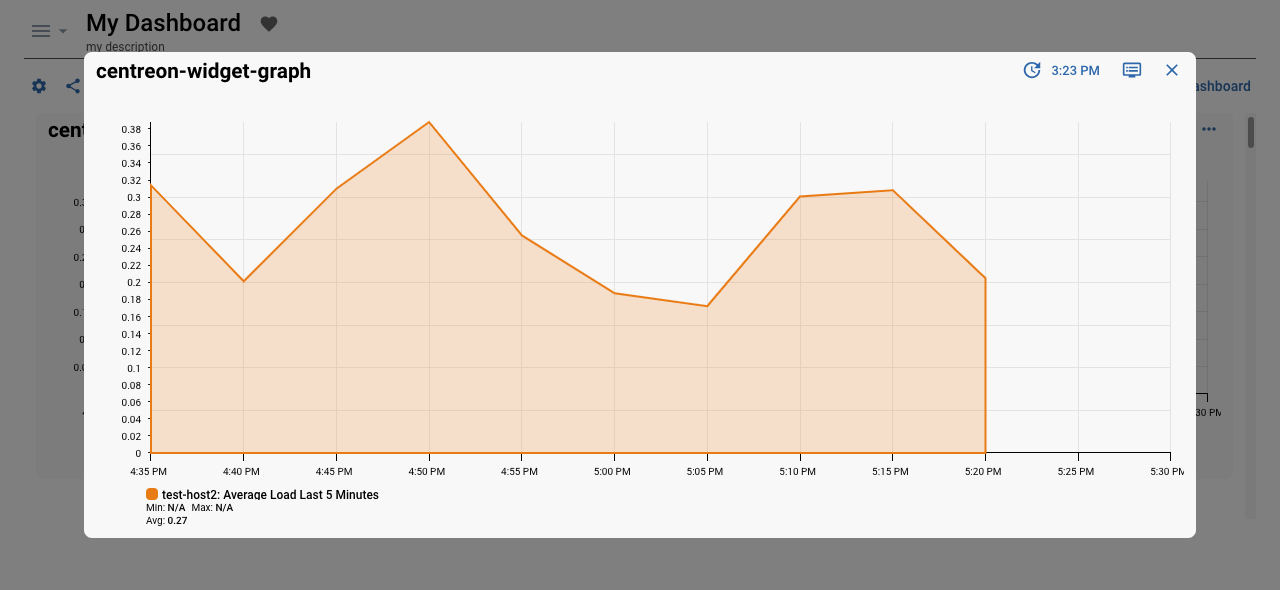 My Dashboard
my description
centreon-widget-graph
3:23 PM
ashboard
cen
0.38
0.36
0.34
0.32
0.3
0.28
0.26
0.24
0.22
0.2
0.18
0.16
0.14
0.12
0.1
0.08
0.06
0.04
0.02
0
4:35 PM 4:40 PM 4:45 PM 4:50 PM 4:55 PM 5:00 PM 5:05 PM 5:10 PM 5:15 PM 5:20 PM 5:25 PM 5:30 PM
30 PM
test-host2: Average Load Last 5 Minutes
Min: N/A Max: N/A
Avg: 0.27